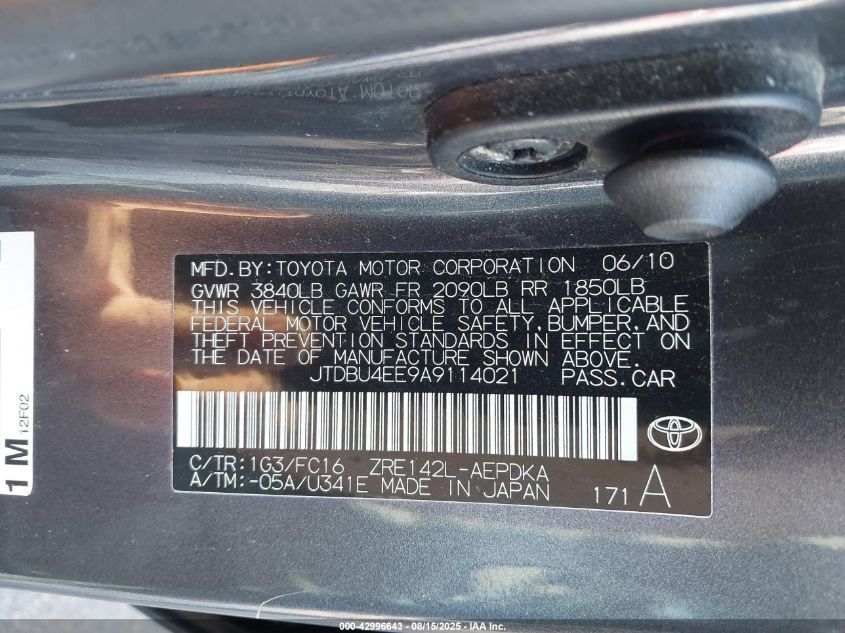 MFD.BY:TOYOTA MOTOR CORPORATION 06/10
GVWR 3840LB GAWR FR 2090LB RR 1850LB
THIS VEHICLE CONFORMS TO ALL APPLICABLE
FEDERAL MOTOR VEHICLE SAFETY,BUMPER,AND
THEFT PREVENTION STANDARDS IN EFFECT ON
THE DATE OF MANUFACTURE SHOWN ABOVE.
JTDBU4EE9A9114021 PASS.CAR
C/TR:1G3/FC16 ZRE142L-AEPDKA
A/TM:-05A/U341E MADE IN JAPAN 171 A
1 M 12F02
000-42996643 - 08/15/2025 - IAA Inc.